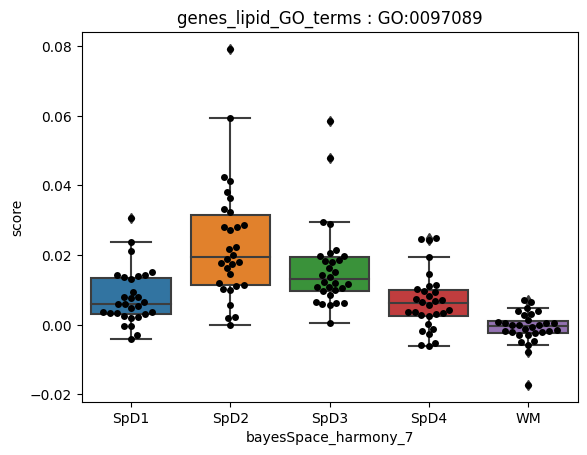 genes_lipid_GO_terms : GO:0097089
score
0.08
0.06
0.04
0.02
0.00
−0.02
SpD1 SpD2 SpD3 SpD4 WM
bayesSpace_harmony_7